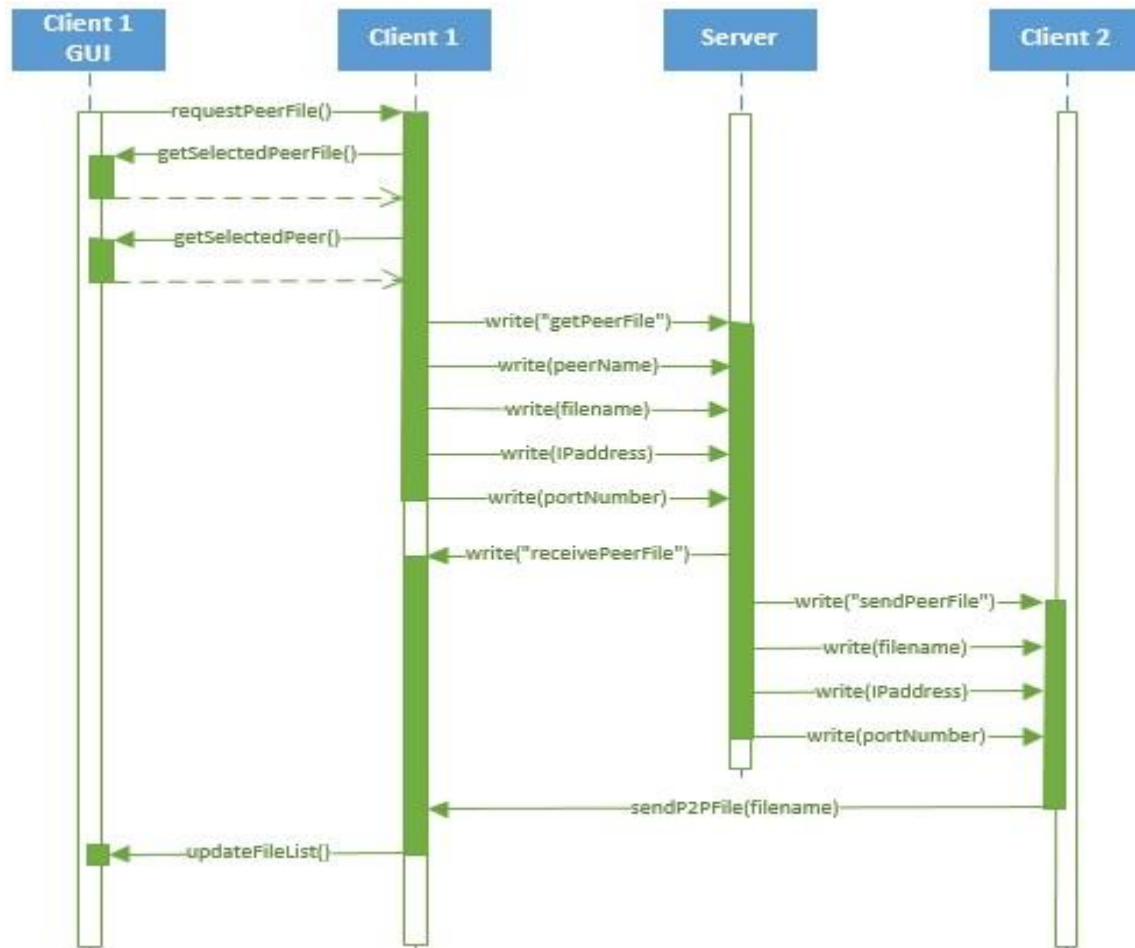 Client 1
GUI
Client 1
Server
Client 2
requestPeerFile()
getSelectedPeerFile()
getSelectedPeer()
write("getPeerFile")
write(peerName)
write(filename)
write(IPaddress)
write(portNumber)
write("receivePeerFile")
write("sendPeerFile")
write(filename)
write(IPaddress)
write(portNumber)
sendP2PFile(filename)
updateFileList()